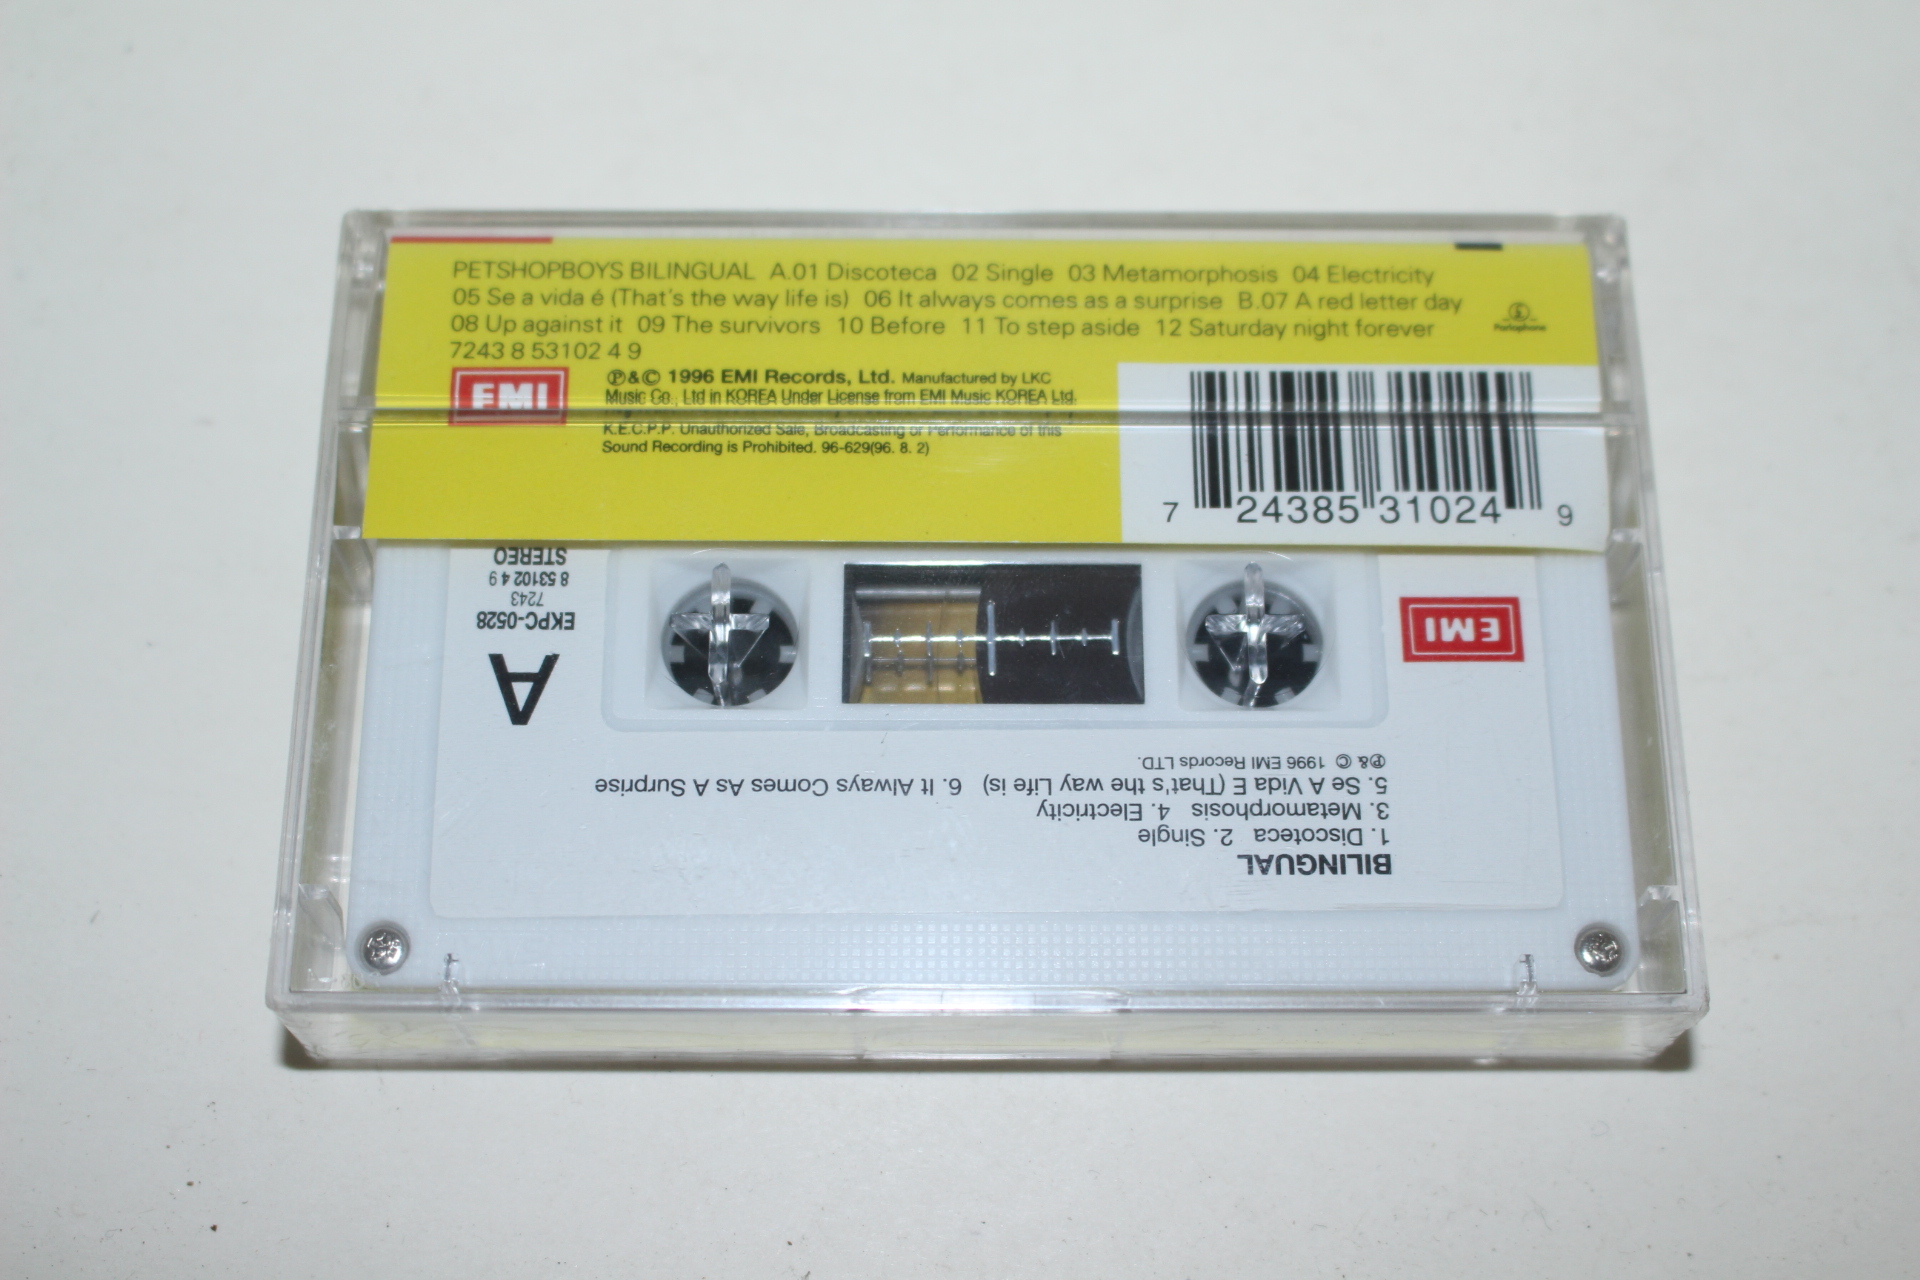 PETSHOPBOYS BILINGUAL A.01 Discoteca 02 Single 03 Metamorphosis 04 Electricity
05 Se a vida é (That's the way life is) 06 It always comes as a surprise B.07 A red letter day
08 Up against it 09 The survivors 10 Before 11 To step aside 12 Saturday night forever
7243 8 53102 4 9
Parlophone
EMI
℗&© 1996 EMI Records, Ltd. Manufactured by LKC
Music Co., Ltd in KOREA Under License from EMI Music KOREA Ltd.
K.E.C.P.P. Unauthorized Sale, Broadcasting or Performance of this
Sound Recording is Prohibited. 96-629(96. 8. 2)
7 24385 31024 9
BILINGUAL
1. Discoteca 2. Single
3. Metamorphosis 4. Electricity
5. Se A Vida E (That's the way Life is) 6. It Always Comes As A Surprise
℗& © 1996 EMI Records LTD.
A
EKPC-0528
7243
8 53102 4 9
STEREO
EMI